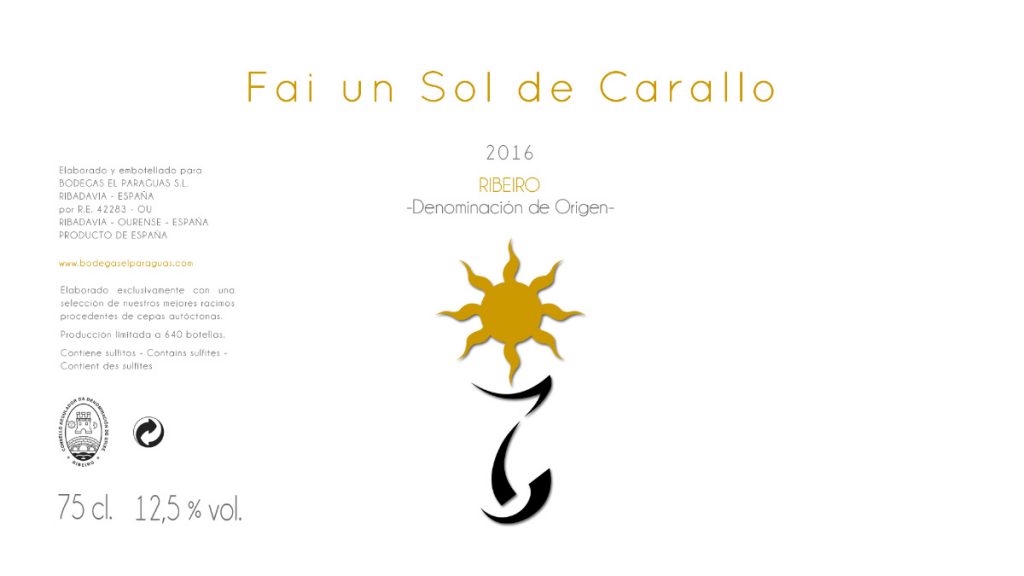 Fai un Sol de Carallo
2016
RIBEIRO
-Denominación de Origen-
Elaborado y embotellado para
BODEGAS EL PARAGUAS S.L.
RIBADAVIA - ESPAÑA
por R.E. 42283 - OU
RIBADAVIA - OURENSE - ESPAÑA
PRODUCTO DE ESPAÑA
www.bodegaselparaguas.com
Elaborado exclusivamente con una
selección de nuestros mejores racimos
procedentes de cepas autóctonas.
Producción limitada a 640 botellas.
Contiene sulfitos - Contains sulfites -
Contient des sulfites
RIBEIRO
75 cl. 12,5 % vol.